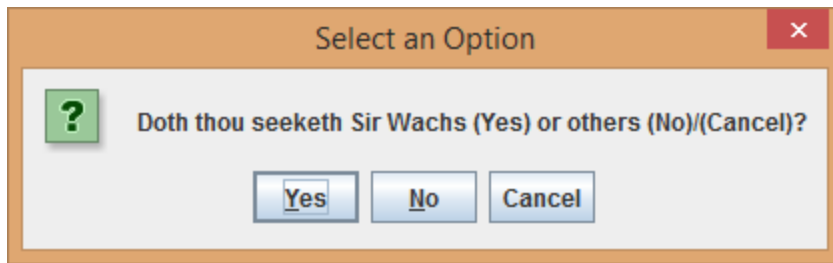 Select an Option
Doth thou seeketh Sir Wachs (Yes) or others (No)/(Cancel)?
Yes No Cancel